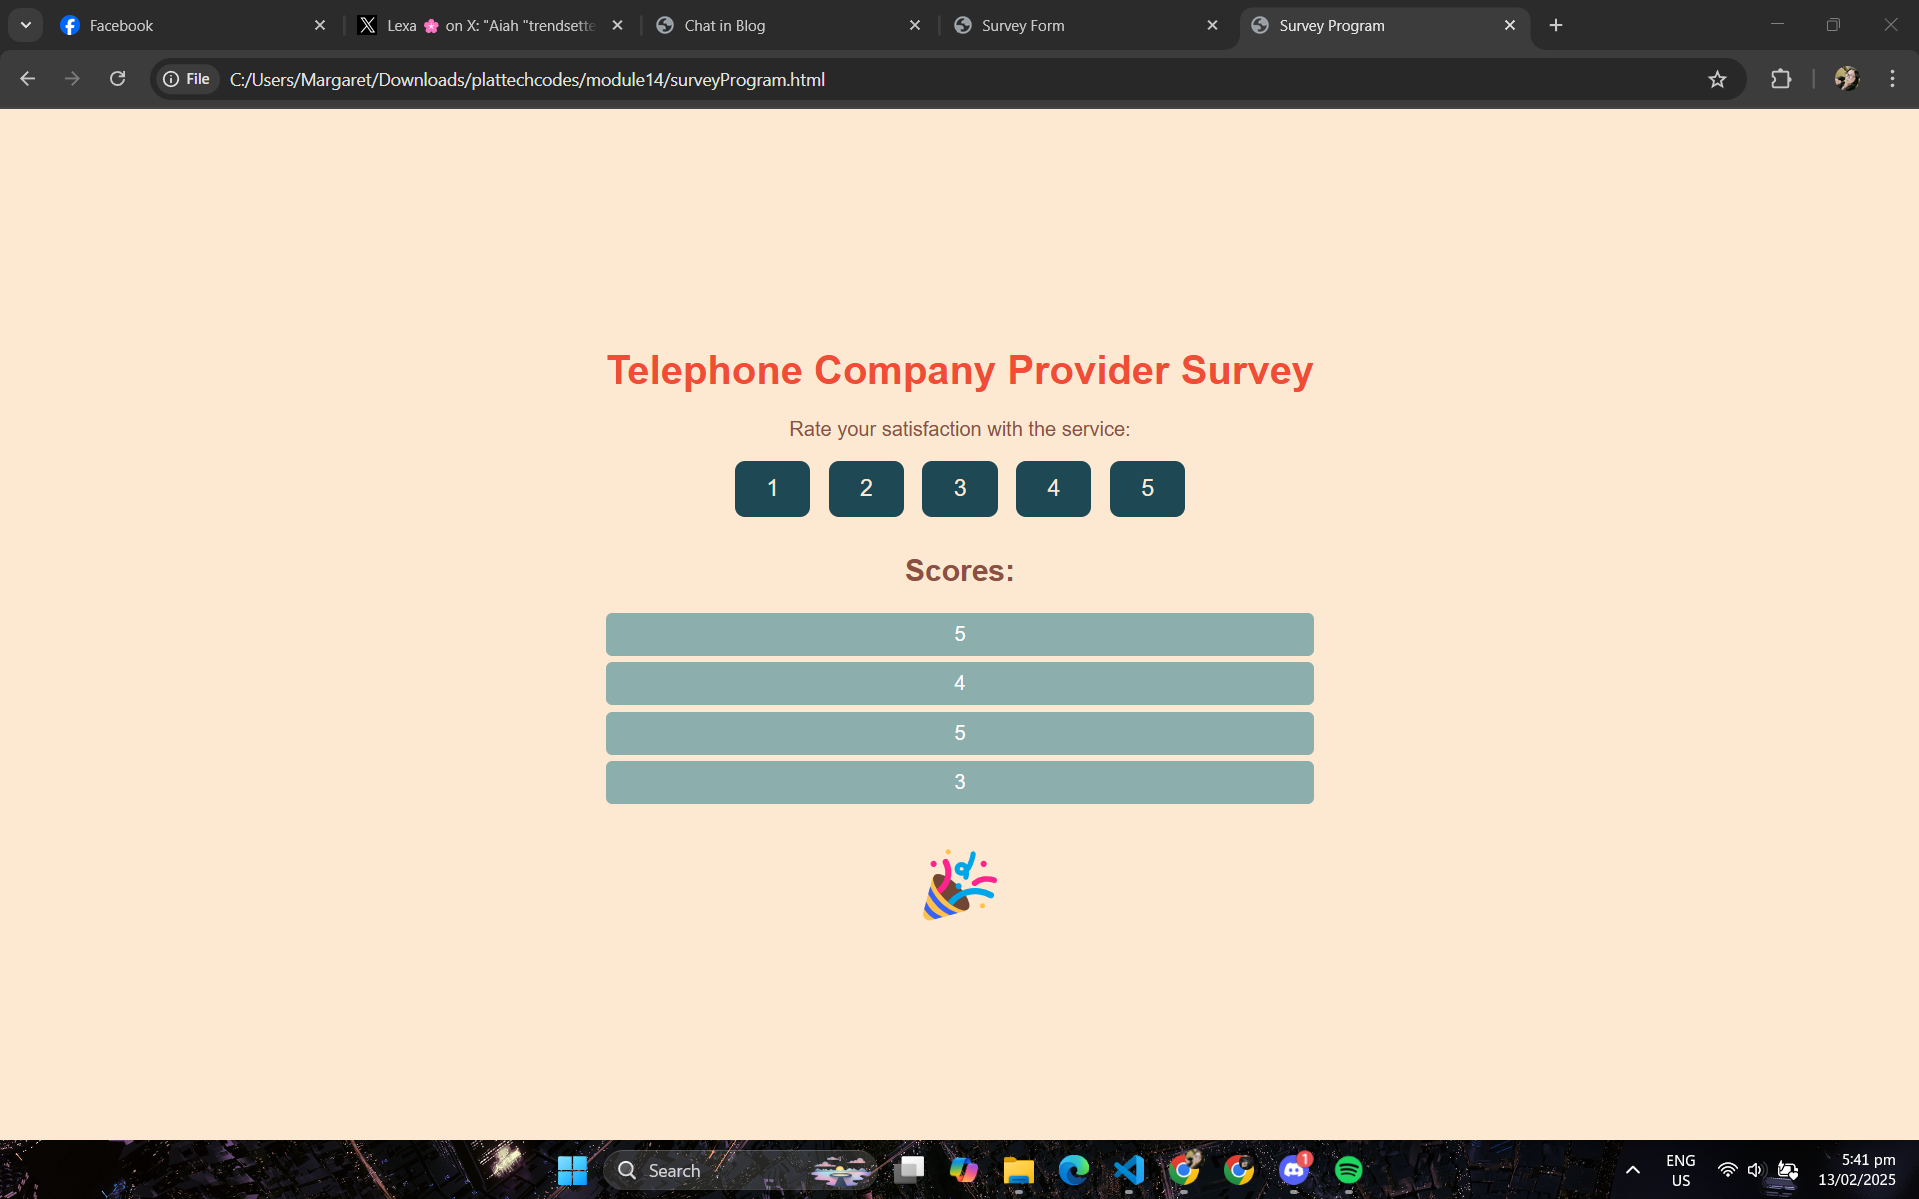 Facebook
Lexa 🌸 on X: "Aiah "trendsette
Chat in Blog
Survey Form
Survey Program
File
C:/Users/Margaret/Downloads/plattechcodes/module14/surveyProgram.html
Telephone Company Provider Survey
Rate your satisfaction with the service:
1 2 3 4 5
Scores:
5
4
5
3
Search
1
ENG
US
5:41 pm
13/02/2025